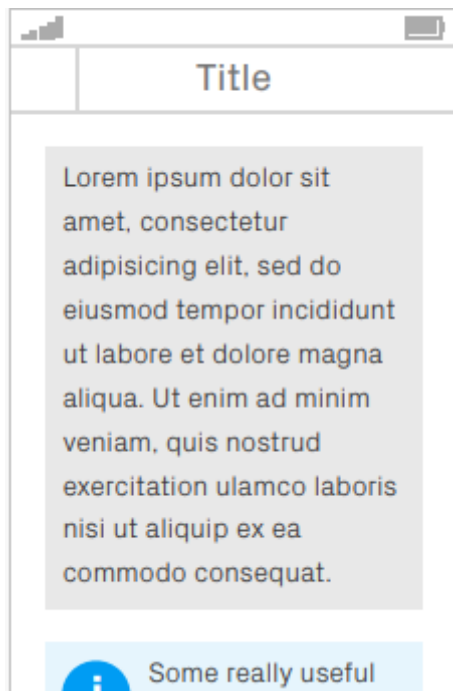 Title
Lorem ipsum dolor sit
amet, consectetur
adipisicing elit, sed do
eiusmod tempor incididunt
ut labore et dolore magna
aliqua. Ut enim ad minim
veniam, quis nostrud
exercitation ulamco laboris
nisi ut aliquip ex ea
commodo consequat.
i Some really useful